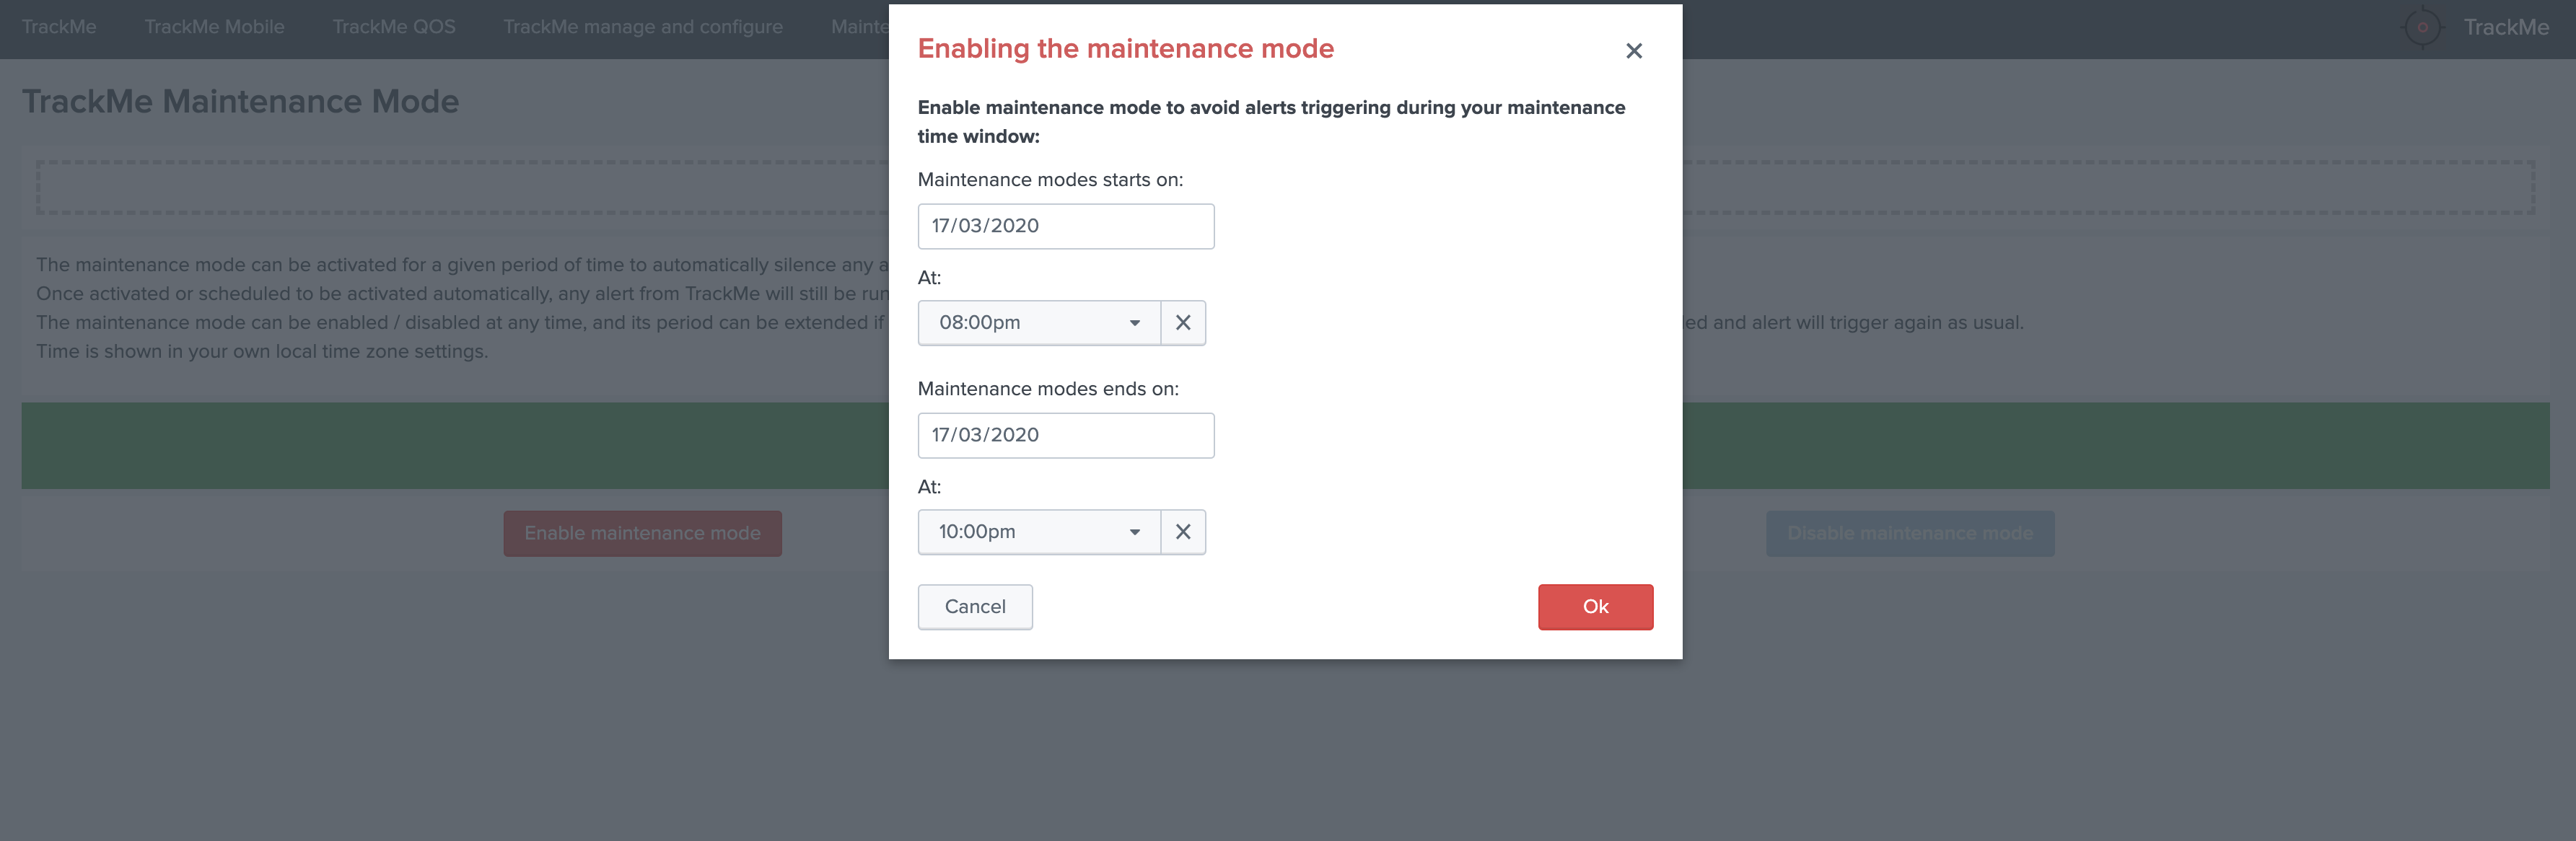 TrackMe TrackMe Mobile TrackMe QOS TrackMe manage and configure Mainte TrackMe
TrackMe Maintenance Mode
The maintenance mode can be activated for a given period of time to automatically silence any a
Once activated or scheduled to be activated automatically, any alert from TrackMe will still be run
The maintenance mode can be enabled / disabled at any time, and its period can be extended if ed and alert will trigger again as usual.
Time is shown in your own local time zone settings.
Enable maintenance mode
Disable maintenance mode
Enabling the maintenance mode
Enable maintenance mode to avoid alerts triggering during your maintenance
time window:
Maintenance modes starts on:
17/03/2020
At:
08:00pm
Maintenance modes ends on:
17/03/2020
At:
10:00pm
Cancel
Ok